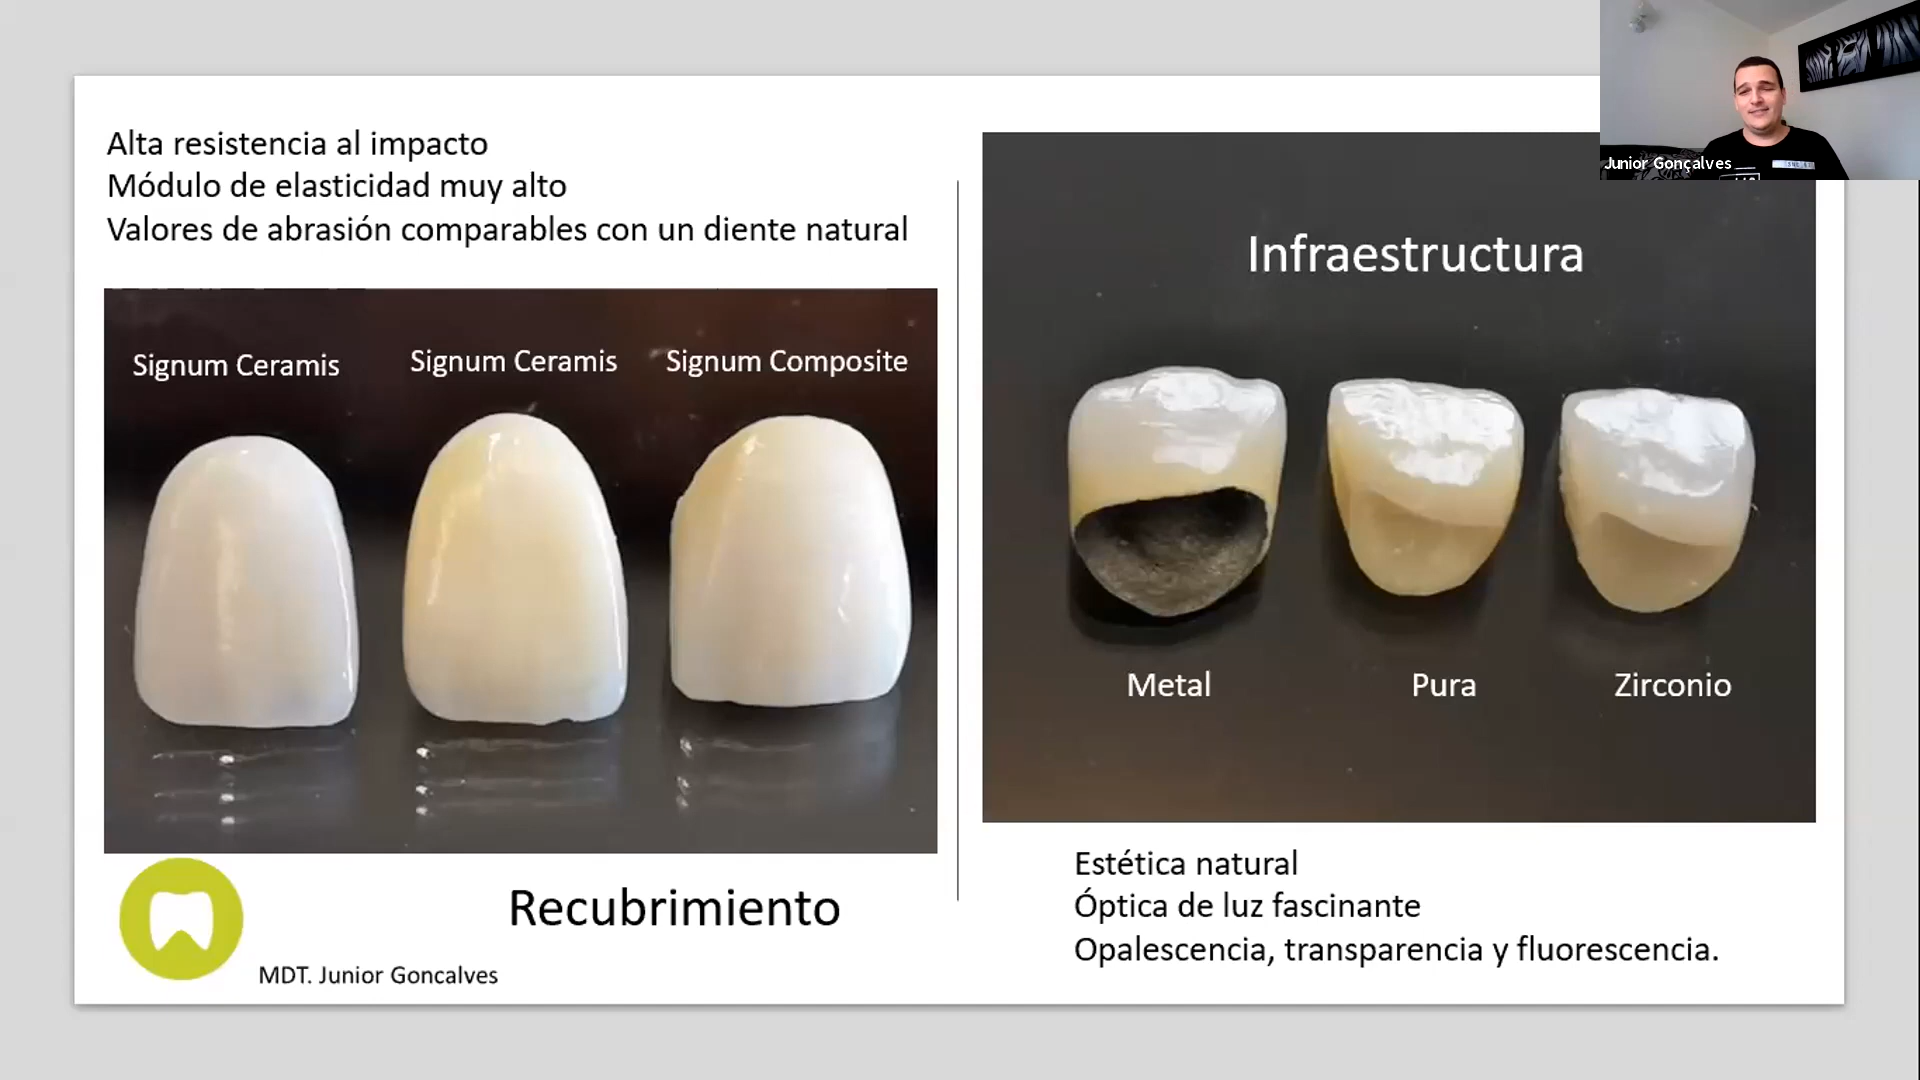 Alta resistencia al impacto
Módulo de elasticidad muy alto
Valores de abrasión comparables con un diente natural
Signum Ceramis
Signum Ceramis
Signum Composite
Recubrimiento
MDT. Junior Goncalves
Junior Gonçalves
Infraestructura
Metal
Pura
Zirconio
Estética natural
Óptica de luz fascinante
Opalescencia, transparencia y fluorescencia.